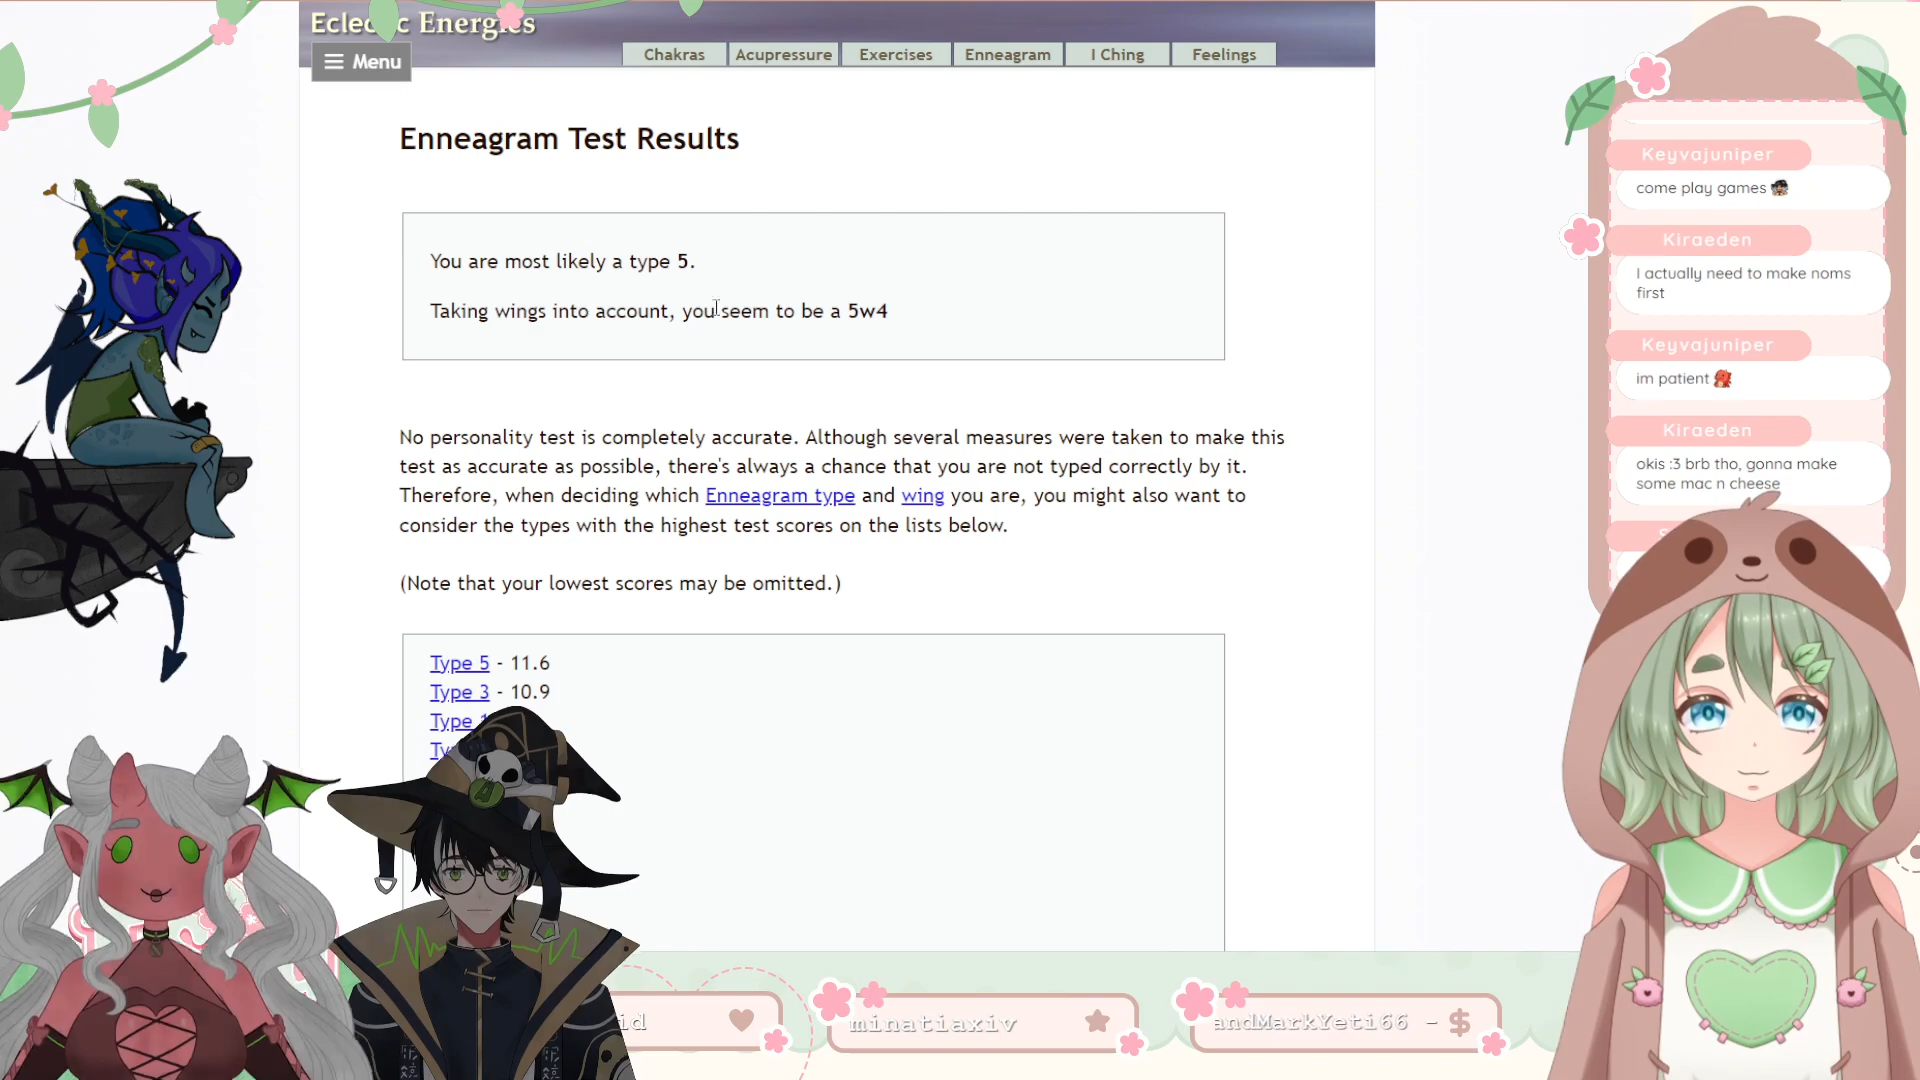 Eclectic Energies
Menu
Chakras
Acupressure
Exercises
Enneagram
I Ching
Feelings
Enneagram Test Results
You are most likely a type 5.
Taking wings into account, you seem to be a 5w4
No personality test is completely accurate. Although several measures were taken to make this
test as accurate as possible, there's always a chance that you are not typed correctly by it.
Therefore, when deciding which Enneagram type and wing you are, you might also want to
consider the types with the highest test scores on the lists below.
(Note that your lowest scores may be omitted.)
Type 5 - 11.6
Type 3 - 10.9
Type
Keyvajuniper
come play games
Kiraeden
I actually need to make noms
first
Keyvajuniper
im patient
Kiraeden
okis :3 brb tho, gonna make
some mac n cheese
id
minatiaxiv
andMarkYeti66 - $